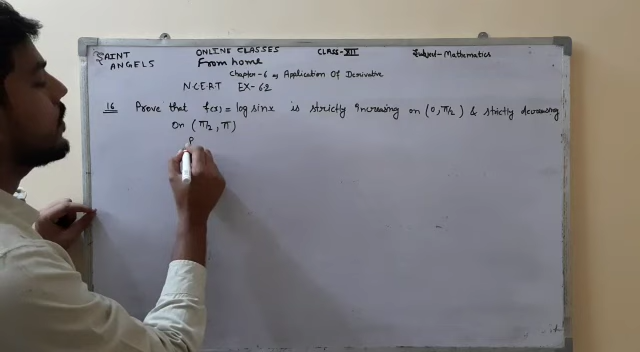 SAINT ANGELS
ONLINE CLASSES From home
CLASS-XII
Subject- Mathematics
Chapter-6 Application Of Derivative
NCERT EX-6.2
16 Prove that f(x) = log sinx is strictly increasing on (0, π/2) & strictly decreasing
on (π/2, π)